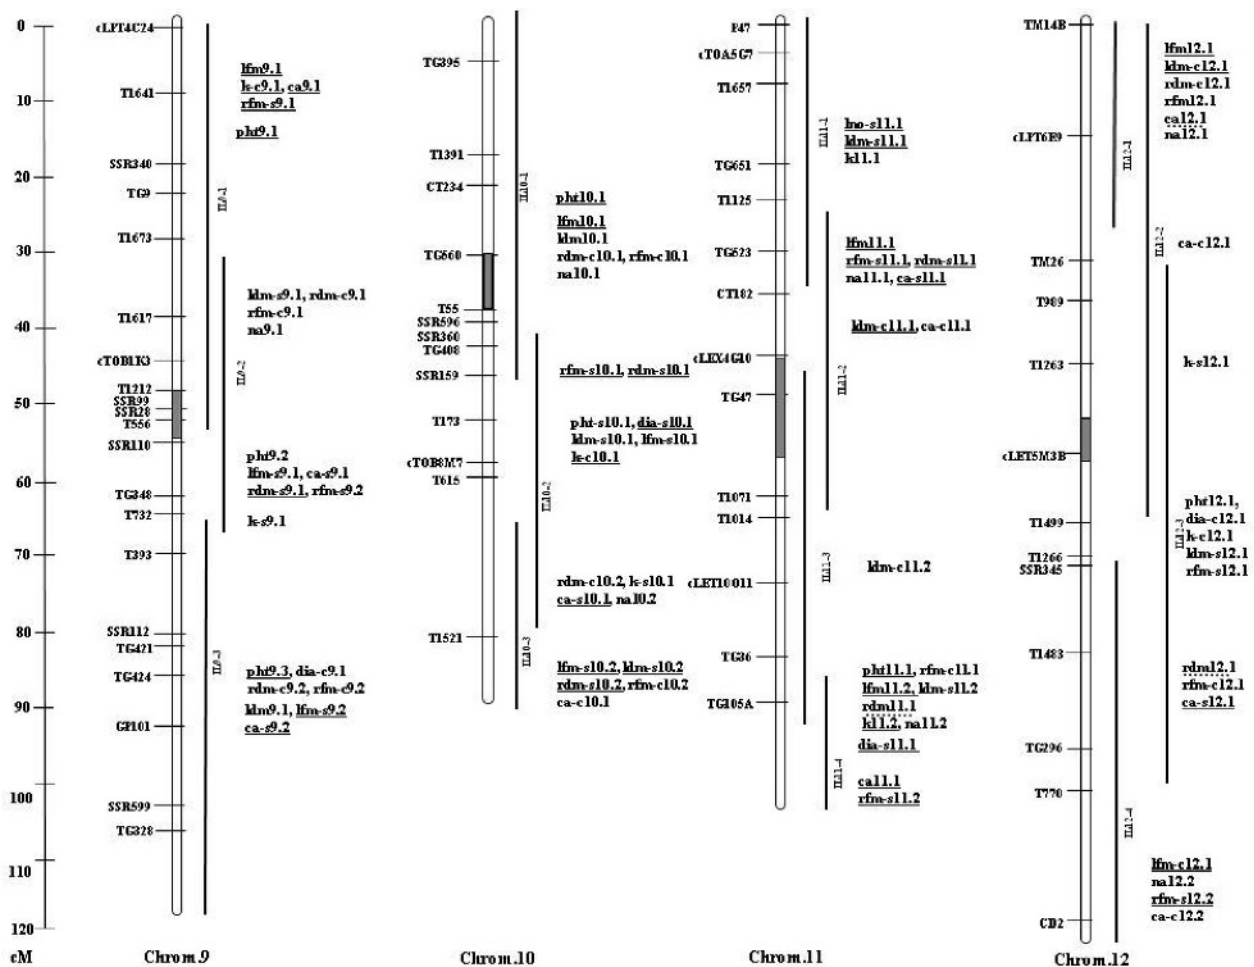 0
10
20
30
40
50
60
70
80
90
100
110
120
cM
cLPT4C24
T1641
SSR340
TG9
T1673
T1617
cTOB1K3
T1212
SSR99
SSR28
T556
SSR110
TG348
T732
T393
SSR112
TG421
TG424
GP101
SSR599
TG328
IL9-1
IL9-2
IL9-3
lfm9.1
k-c9.1, ca9.1
rfm-s9.1
pht9.1
ldm-s9.1, rdm-c9.1
rfm-c9.1
na9.1
pht9.2
lfm-s9.1, ca-s9.1
rdm-s9.1, rfm-s9.2
k-s9.1
pht9.3, dia-c9.1
rdm-c9.2, rfm-c9.2
ldm9.1, lfm-s9.2
ca-s9.2
Chrom.9
TG395
T1391
CT234
TG560
T55
SSR596
SSR360
TG408
SSR159
T173
cTOB8M7
T615
T1521
IL10-1
IL10-2
IL10-3
pht10.1
lfm10.1
ldm10.1
rdm-c10.1, rfm-c10.1
na10.1
rfm-s10.1, rdm-s10.1
pht-s10.1, dia-s10.1
ldm-s10.1, lfm-s10.1
k-c10.1
rdm-c10.2, k-s10.1
ca-s10.1, na10.2
lfm-s10.2, ldm-s10.2
rdm-s10.2, rfm-c10.2
ca-c10.1
Chrom.10
P47
cTOA5G7
T1657
TG651
T1125
TG523
CT182
cLEX4G10
TG47
T1071
T1014
cLET10O11
TG36
TG105A
IL11-1
IL11-2
IL11-3
IL11-4
lno-s11.1
ldm-s11.1
k11.1
lfm11.1
rfm-s11.1, rdm-s11.1
na11.1, ca-s11.1
ldm-c11.1, ca-c11.1
ldm-c11.2
pht11.1, rfm-c11.1
lfm11.2, ldm-s11.2
rdm11.1
k11.2, na11.2
dia-s11.1
ca11.1
rfm-s11.2
Chrom.11
TM14B
cLPT6E9
TM26
T989
T1263
cLET5M3B
T1499
T1266
SSR345
T1483
TG296
T770
CD2
IL12-1
IL12-2
IL12-3
IL12-4
lfm12.1
ldm-c12.1
rdm-c12.1
rfm12.1
ca12.1
na12.1
ca-c12.1
k-s12.1
pht12.1,
dia-c12.1
k-c12.1
ldm-s12.1
rfm-s12.1
rdm12.1
rfm-c12.1
ca-s12.1
lfm-c12.1
na12.2
rfm-s12.2
ca-c12.2
Chrom.12